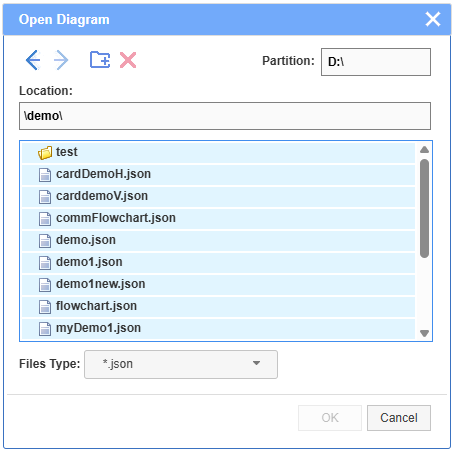 Open Diagram
Partition: D:\
Location:
\demo\
test
cardDemoH.json
carddemoV.json
commFlowchart.json
demo.json
demo1.json
demo1new.json
flowchart.json
myDemo1.json
Files Type: *.json
OK Cancel